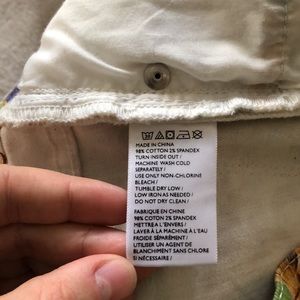 MADE IN CHINA
98% COTTON 2% SPANDEX
TURN INSIDE OUT /
MACHINE WASH COLD
SEPARATELY /
USE ONLY NON-CHLORINE
BLEACH /
TUMBLE DRY LOW /
LOW IRON AS NEEDED /
DO NOT DRY CLEAN /
FABRIQUE EN CHINE
98% COTON 2% SPANDEX
METTRE A L'ENVERS /
LAVER À LA MACHINE À L'EAU
FROIDE SÉPARÉMENT /
UTILISER UN AGENT DE
BLANCHIMENT SANS CHLORE
SI NÉCESSAIRE /